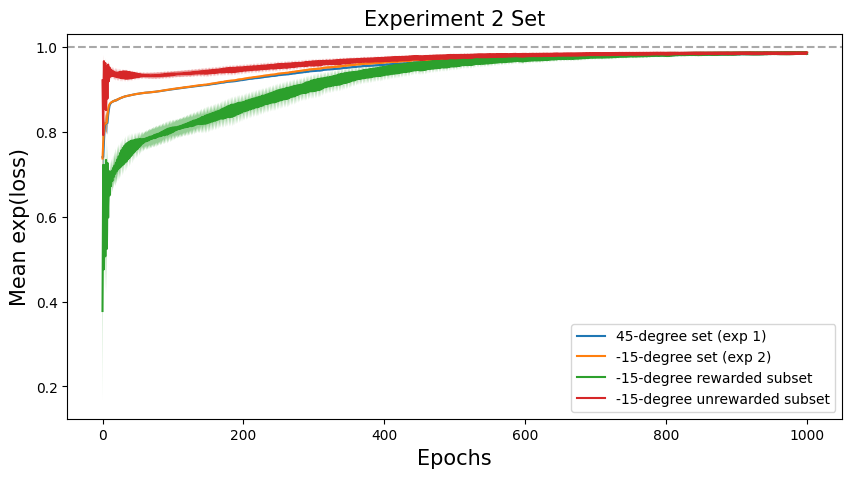 Experiment 2 Set
Mean exp(loss)
1.0
0.8
0.6
0.4
0.2
45-degree set (exp 1)
-15-degree set (exp 2)
-15-degree rewarded subset
-15-degree unrewarded subset
0
200
400
600
800
1000
Epochs